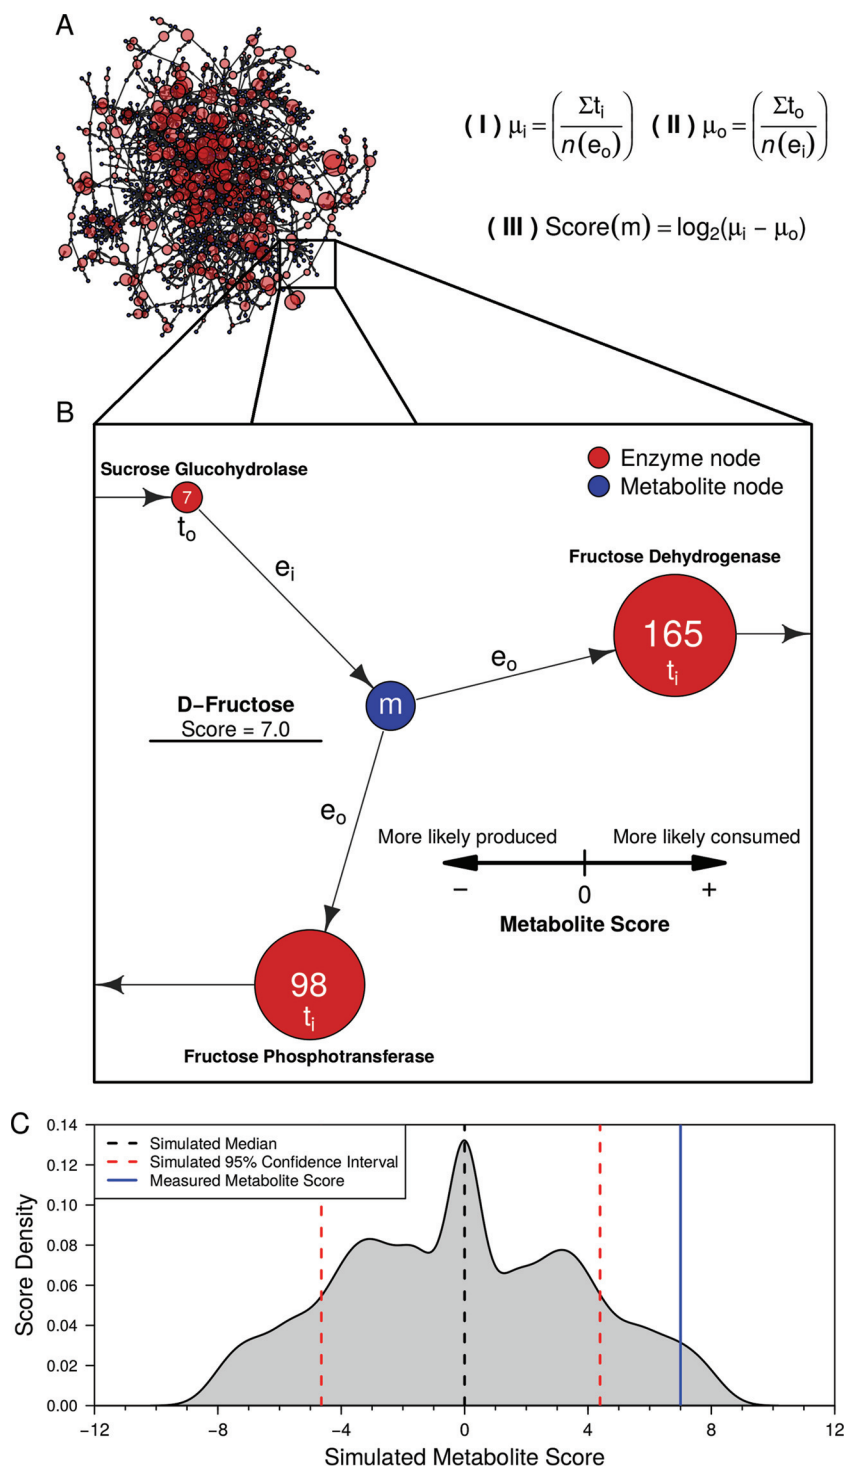 A
( I ) μi = (Σti / n(eo)) ( II ) μo = (Σto / n(ei))
( III ) Score(m) = log2(μi − μo)
B
Sucrose Glucohydrolase
7
to
Enzyme node
Metabolite node
ei
Fructose Dehydrogenase
165
ti
eo
D−Fructose
Score = 7.0
m
eo
More likely produced
More likely consumed
−
0
+
Metabolite Score
98
ti
Fructose Phosphotransferase
C
Simulated Median
Simulated 95% Confidence Interval
Measured Metabolite Score
Score Density
0.14
0.12
0.10
0.08
0.06
0.04
0.02
0.00
−12 −8 −4 0 4 8 12
Simulated Metabolite Score